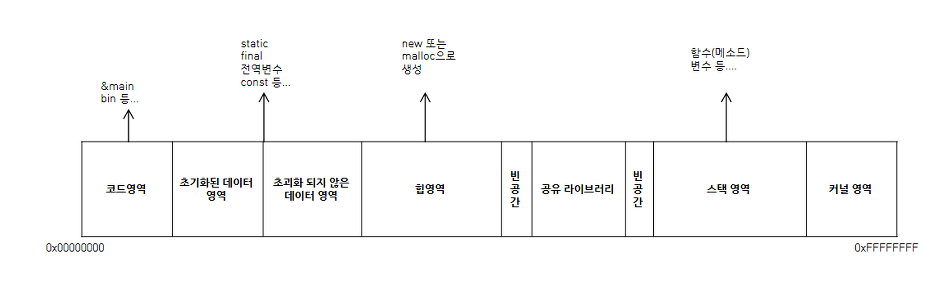 static
final
전역변수
const 등...
new 또는
malloc으로
생성
함수(메소드)
변수 등....
&main
bin 등...
코드영역
초기화된 데이터
영역
초괴화 되지 않은
데이터 영역
힙영역
빈
공
간
공유 라이브러리
빈
공
간
스택 영역
커널 영역
0x00000000
0xFFFFFFFF